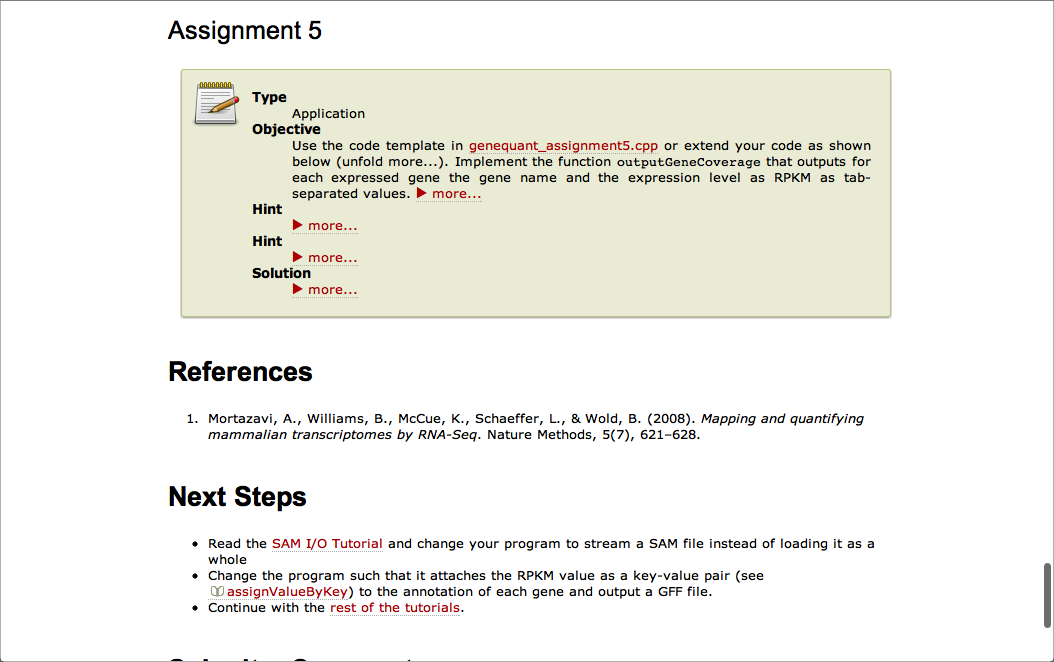 Assignment 5
Type
Application
Objective
Use the code template in genequant_assignment5.cpp or extend your code as shown
below (unfold more...). Implement the function outputGeneCoverage that outputs for
each expressed gene the gene name and the expression level as RPKM as tab-
separated values. ▶ more...
Hint
▶ more...
Hint
▶ more...
Solution
▶ more...
References
1. Mortazavi, A., Williams, B., McCue, K., Schaeffer, L., & Wold, B. (2008). Mapping and quantifying
mammalian transcriptomes by RNA-Seq. Nature Methods, 5(7), 621–628.
Next Steps
• Read the SAM I/O Tutorial and change your program to stream a SAM file instead of loading it as a
whole
• Change the program such that it attaches the RPKM value as a key-value pair (see
assignValueByKey) to the annotation of each gene and output a GFF file.
• Continue with the rest of the tutorials.